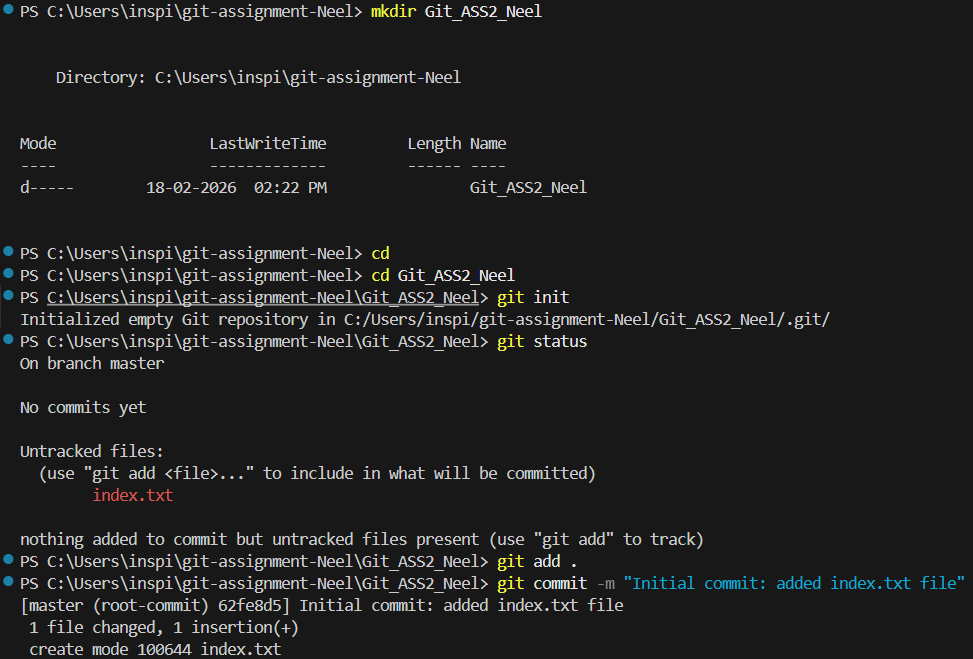 PS C:\Users\inspi\git-assignment-Neel> mkdir Git_ASS2_Neel
Directory: C:\Users\inspi\git-assignment-Neel
Mode LastWriteTime Length Name
---- ------------- ------ ----
d----- 18-02-2026 02:22 PM Git_ASS2_Neel
PS C:\Users\inspi\git-assignment-Neel> cd
PS C:\Users\inspi\git-assignment-Neel> cd Git_ASS2_Neel
PS C:\Users\inspi\git-assignment-Neel\Git_ASS2_Neel> git init
Initialized empty Git repository in C:/Users/inspi/git-assignment-Neel/Git_ASS2_Neel/.git/
PS C:\Users\inspi\git-assignment-Neel\Git_ASS2_Neel> git status
On branch master
No commits yet
Untracked files:
(use "git add <file>..." to include in what will be committed)
index.txt
nothing added to commit but untracked files present (use "git add" to track)
PS C:\Users\inspi\git-assignment-Neel\Git_ASS2_Neel> git add .
PS C:\Users\inspi\git-assignment-Neel\Git_ASS2_Neel> git commit -m "Initial commit: added index.txt file"
[master (root-commit) 62fe8d5] Initial commit: added index.txt file
1 file changed, 1 insertion(+)
create mode 100644 index.txt